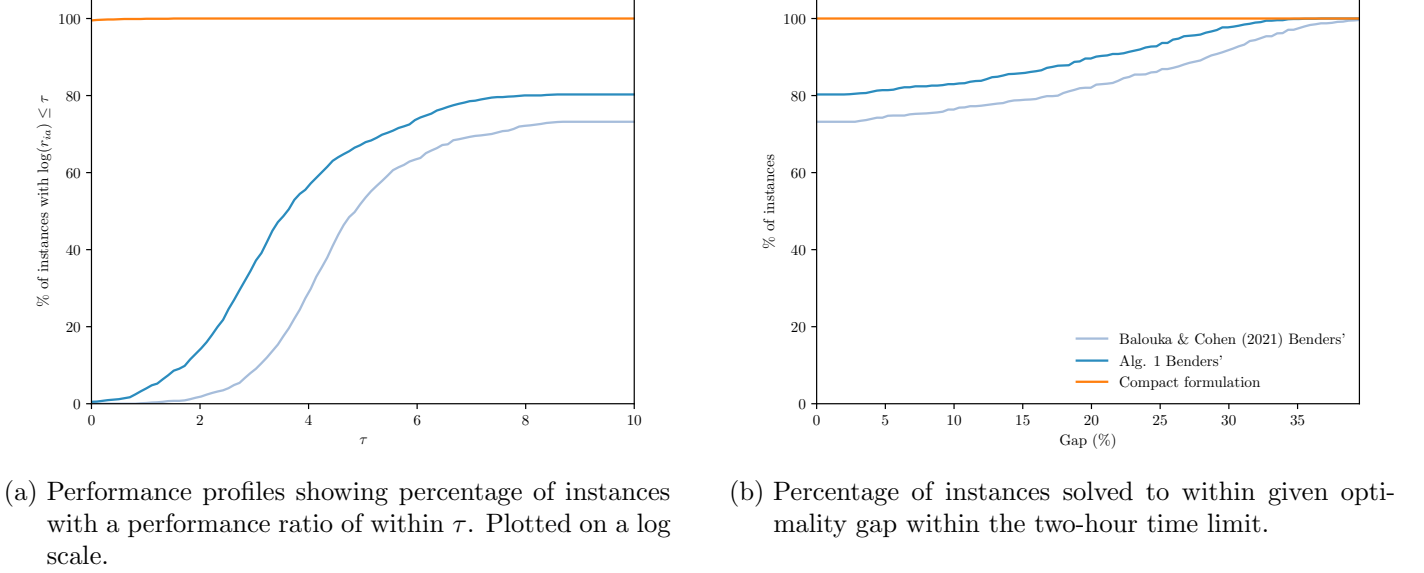 100
80
60
40
20
0
% of instances with log(r_{ia}) ≤ τ
0 2 4 6 8 10
τ
100
80
60
40
20
0
% of instances
0 5 10 15 20 25 30 35
Gap (%)
Balouka & Cohen (2021) Benders'
Alg. 1 Benders'
Compact formulation
(a) Performance profiles showing percentage of instances
with a performance ratio of within τ. Plotted on a log
scale.
(b) Percentage of instances solved to within given opti-
mality gap within the two-hour time limit.